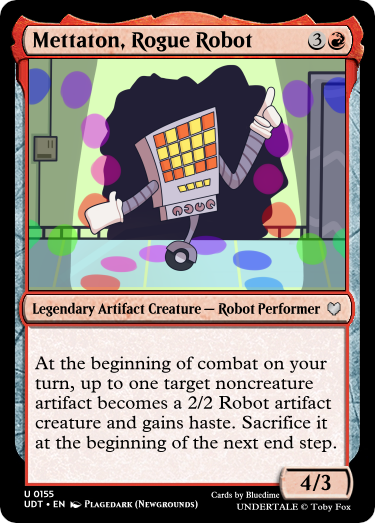 Mettaton, Rogue Robot 3
Legendary Artifact Creature — Robot Performer
At the beginning of combat on your
turn, up to one target noncreature
artifact becomes a 2/2 Robot artifact
creature and gains haste. Sacrifice it
at the beginning of the next end step.
4/3
U 0155
UDT • EN Plagedark (Newgrounds)
Cards by Bluedime
UNDERTALE © Toby Fox